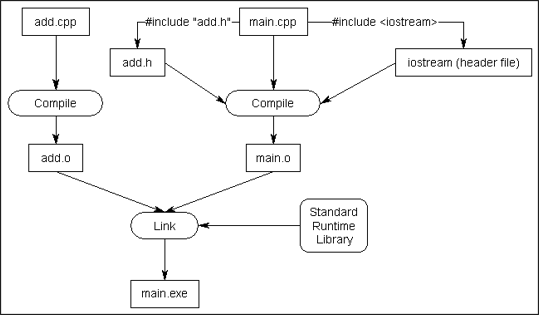 add.cpp
#include "add.h"
main.cpp
#include <iostream>
add.h
iostream (header file)
Compile
Compile
add.o
main.o
Link
Standard
Runtime
Library
main.exe